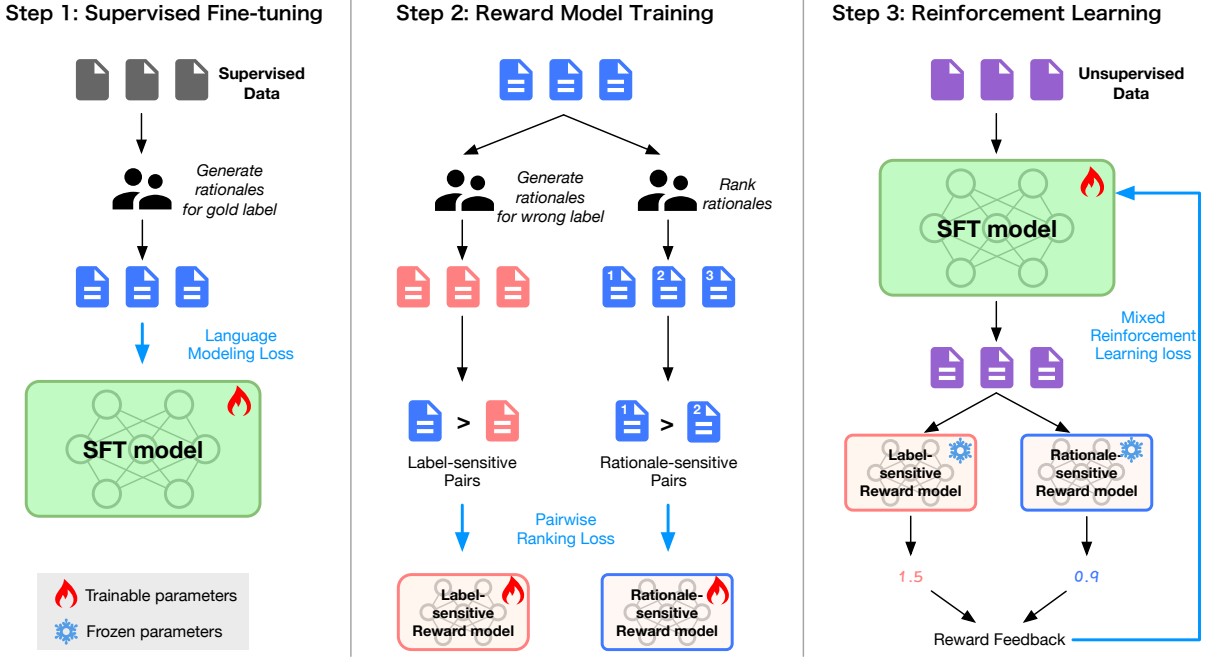 Step 1: Supervised Fine-tuning
Supervised
Data
Generate
rationales
for gold label
Language
Modeling Loss
SFT model
Trainable parameters
Frozen parameters
Step 2: Reward Model Training
Generate
rationales
for wrong label
Rank
rationales
1
2
3
>
1
>
2
Label-sensitive
Pairs
Rationale-sensitive
Pairs
Pairwise
Ranking Loss
Label-
sensitive
Reward model
Rationale-
sensitive
Reward model
Step 3: Reinforcement Learning
Unsupervised
Data
SFT model
Mixed
Reinforcement
Learning loss
Label-
sensitive
Reward model
Rationale-
sensitive
Reward model
1.5
0.9
Reward Feedback